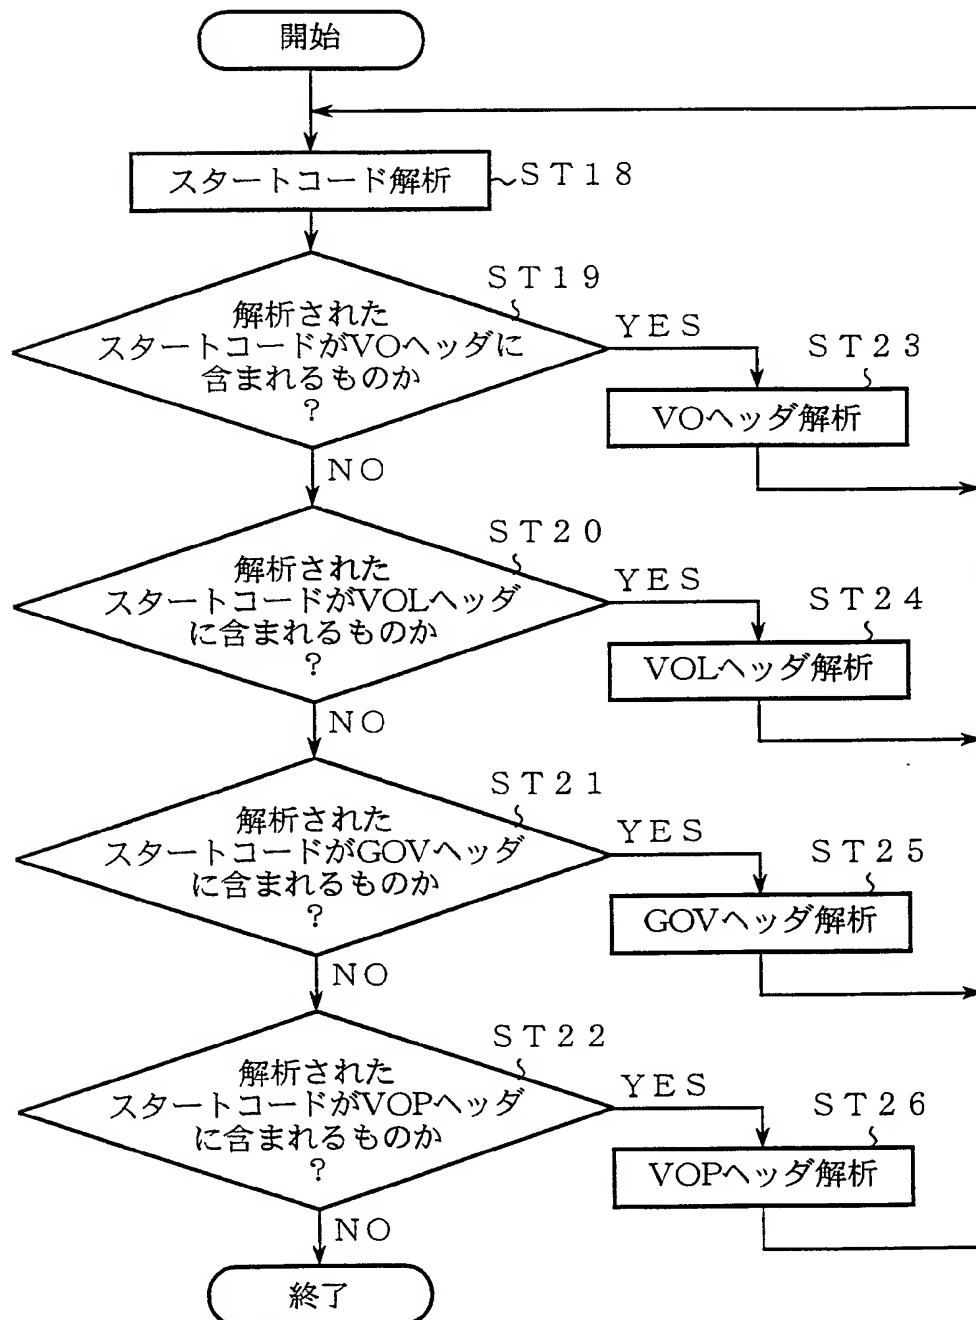 開始
スタートコード解析
ST18
ST19
解析された
スタートコードがVOヘッダに
含まれるものか
?
YES
ST23
VOヘッダ解析
NO
ST20
解析された
スタートコードがVOLヘッダ
に含まれるものか
?
YES
ST24
VOLヘッダ解析
NO
ST21
解析された
スタートコードがGOVヘッダ
に含まれるものか
?
YES
ST25
GOVヘッダ解析
NO
ST22
解析された
スタートコードがVOPヘッダ
に含まれるものか
?
YES
ST26
VOPヘッダ解析
NO
終了